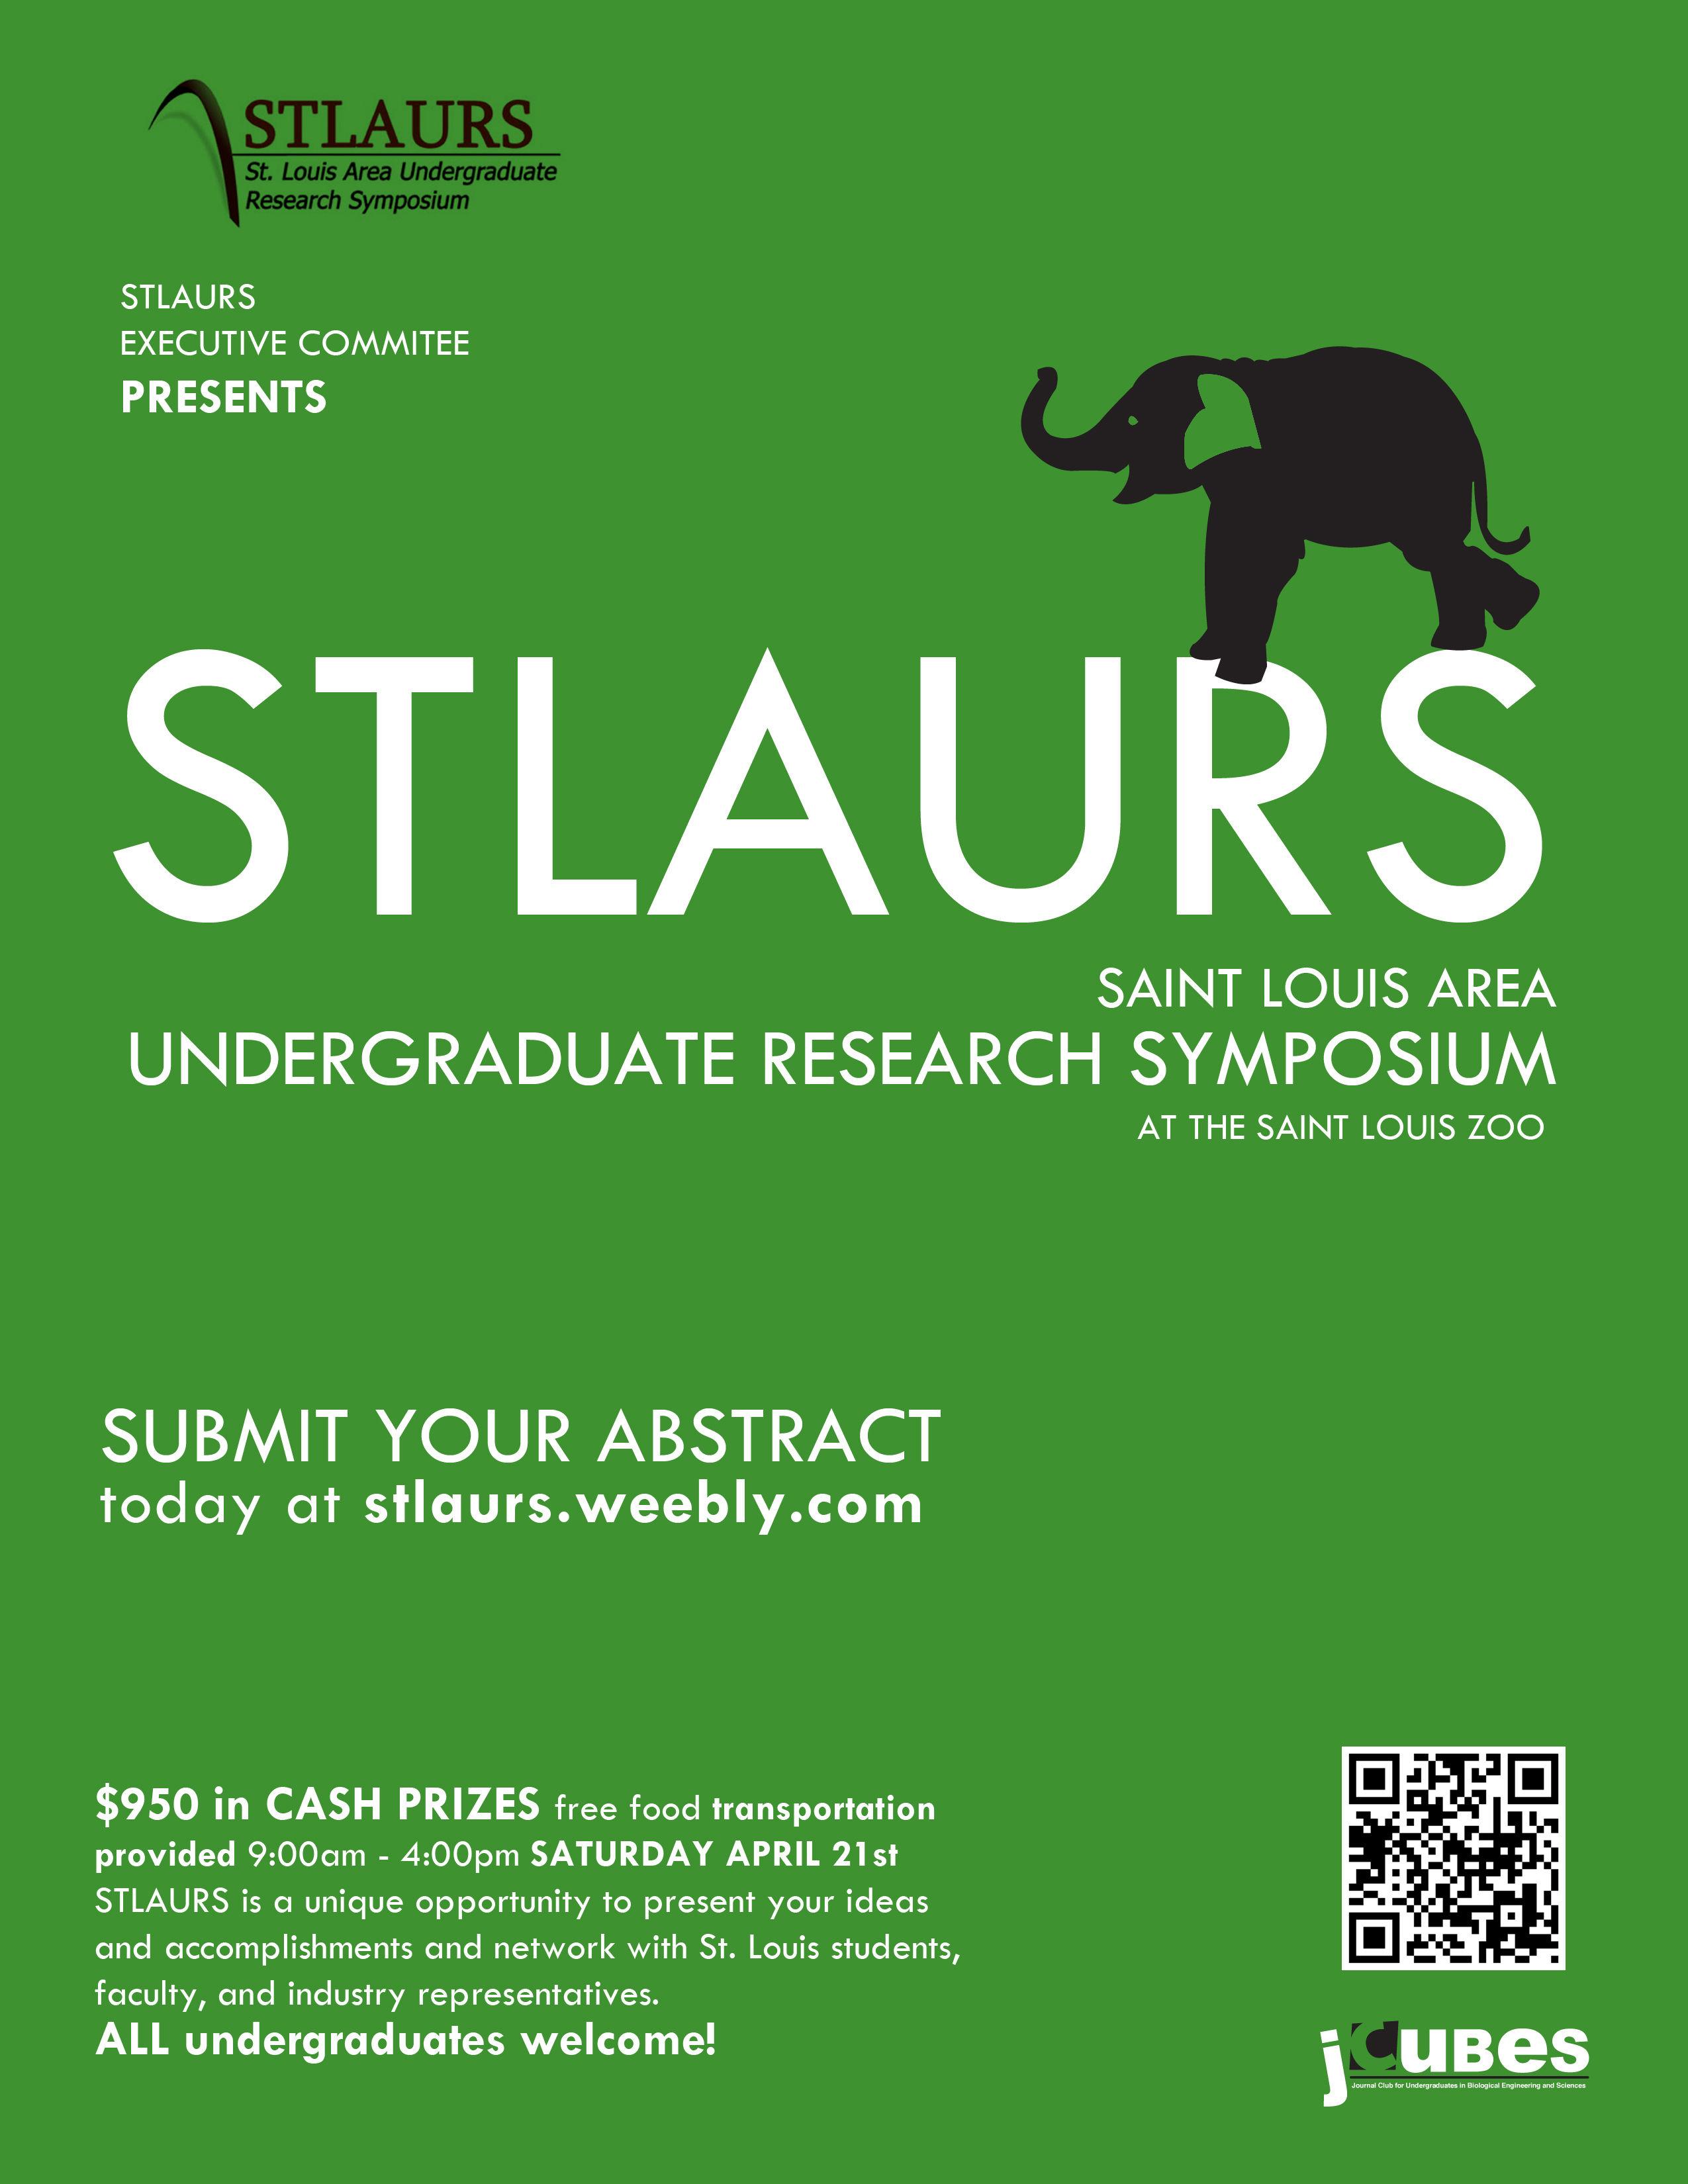 STLAURS
St. Louis Area Undergraduate
Research Symposium
STLAURS
EXECUTIVE COMMITEE
PRESENTS
STLAURS
SAINT LOUIS AREA
UNDERGRADUATE RESEARCH SYMPOSIUM
AT THE SAINT LOUIS ZOO
SUBMIT YOUR ABSTRACT
today at stlaurs.weebly.com
$950 in CASH PRIZES free food transportation
provided 9:00am - 4:00pm SATURDAY APRIL 21st
STLAURS is a unique opportunity to present your ideas
and accomplishments and network with St. Louis students,
faculty, and industry representatives.
ALL undergraduates welcome!
jCUBES
Journal Club for Undergraduates in Biological Engineering and Sciences